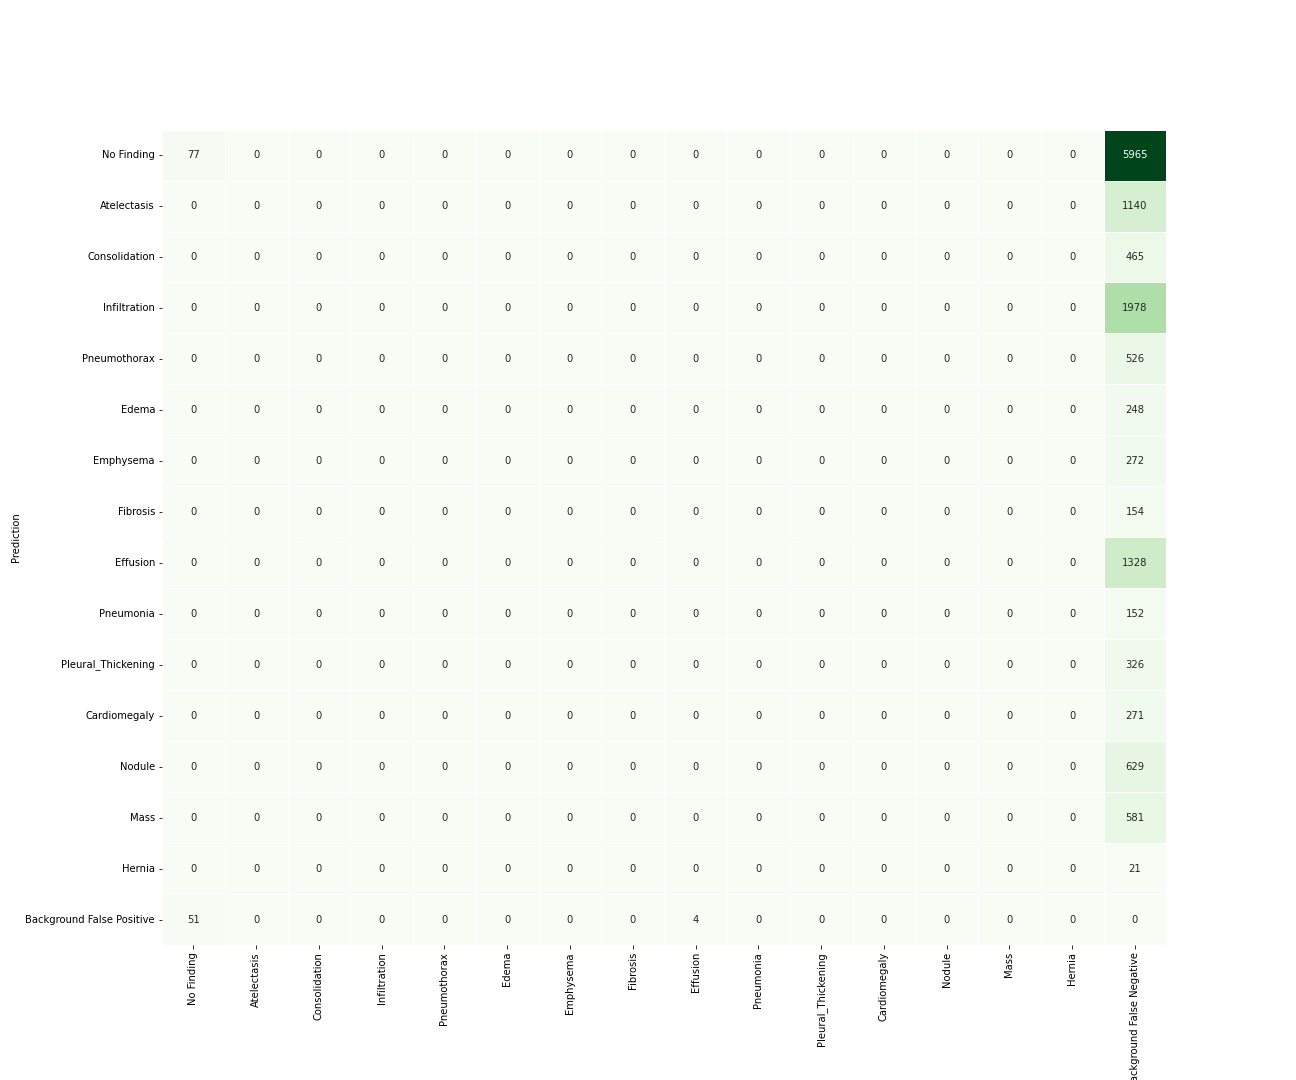 No Finding 77 0 0 0 0 0 0 0 0 0 0 0 0 0 0 5965
Atelectasis 0 0 0 0 0 0 0 0 0 0 0 0 0 0 0 1140
Consolidation 0 0 0 0 0 0 0 0 0 0 0 0 0 0 0 465
Infiltration 0 0 0 0 0 0 0 0 0 0 0 0 0 0 0 1978
Pneumothorax 0 0 0 0 0 0 0 0 0 0 0 0 0 0 0 526
Edema 0 0 0 0 0 0 0 0 0 0 0 0 0 0 0 248
Emphysema 0 0 0 0 0 0 0 0 0 0 0 0 0 0 0 272
Fibrosis 0 0 0 0 0 0 0 0 0 0 0 0 0 0 0 154
Prediction
Effusion 0 0 0 0 0 0 0 0 0 0 0 0 0 0 0 1328
Pneumonia 0 0 0 0 0 0 0 0 0 0 0 0 0 0 0 152
Pleural_Thickening 0 0 0 0 0 0 0 0 0 0 0 0 0 0 0 326
Cardiomegaly 0 0 0 0 0 0 0 0 0 0 0 0 0 0 0 271
Nodule 0 0 0 0 0 0 0 0 0 0 0 0 0 0 0 629
Mass 0 0 0 0 0 0 0 0 0 0 0 0 0 0 0 581
Hernia 0 0 0 0 0 0 0 0 0 0 0 0 0 0 0 21
Background False Positive 51 0 0 0 0 0 0 0 4 0 0 0 0 0 0 0
No Finding
Atelectasis
Consolidation
Infiltration
Pneumothorax
Edema
Emphysema
Fibrosis
Effusion
Pneumonia
Pleural_Thickening
Cardiomegaly
Nodule
Mass
Hernia
ackground False Negative